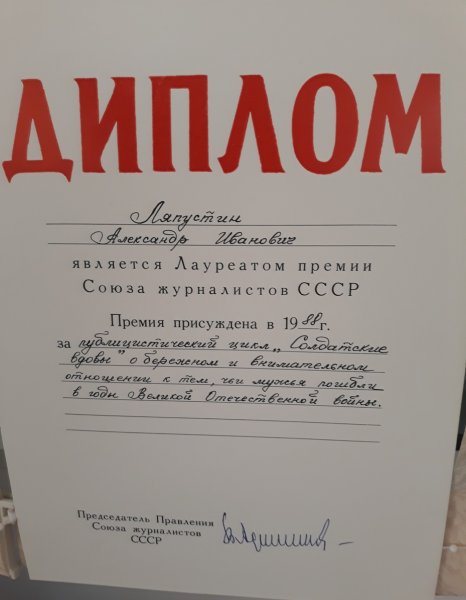 ДИПЛОМ
Ляпустин
Александр Иванович
является Лауреатом премии
Союза журналистов СССР
Премия присуждена в 1988 г.
за публицистический цикл „Солдатские
вдовы" о бережном и внимательном
отношении к тем, чьи мужья погибли
в годы Великой Отечественной войны.
Председатель Правления
Союза журналистов
СССР